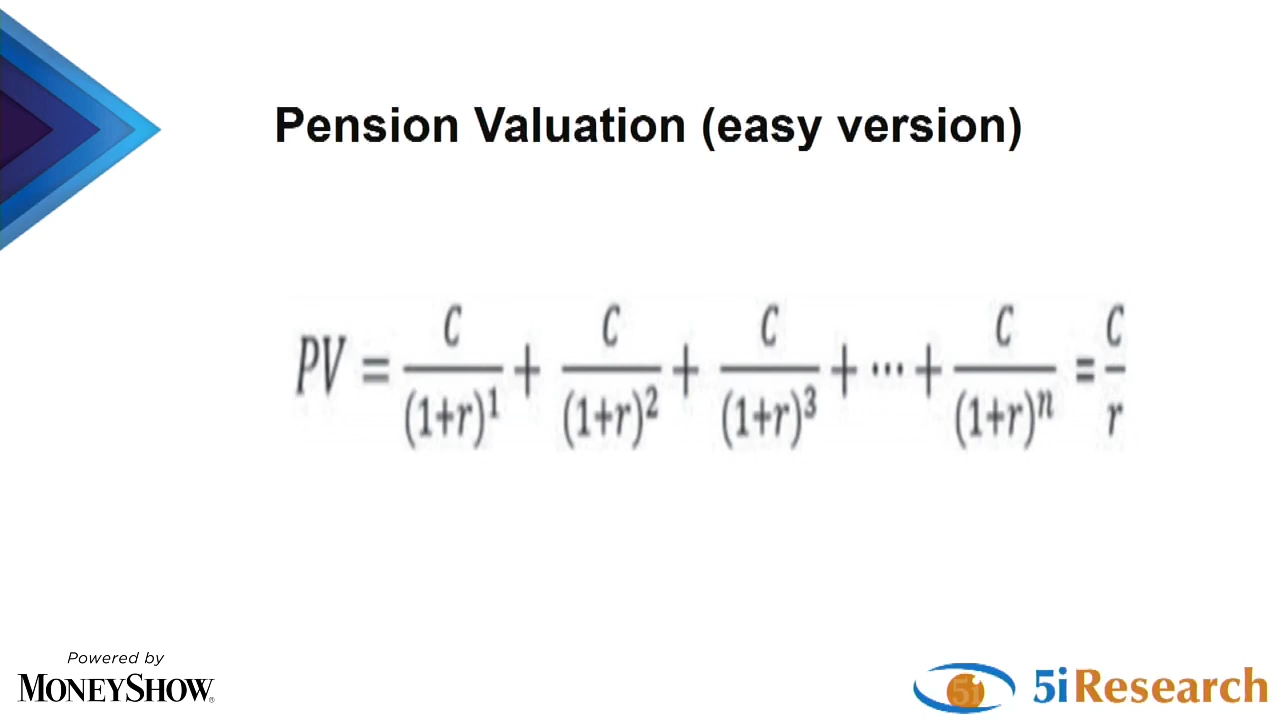 Pension Valuation (easy version)
PV = C/(1+r)¹ + C/(1+r)² + C/(1+r)³ + ··· + C/(1+r)ⁿ = C/r
Powered by
MONEYSHOW®
5i 5iResearch